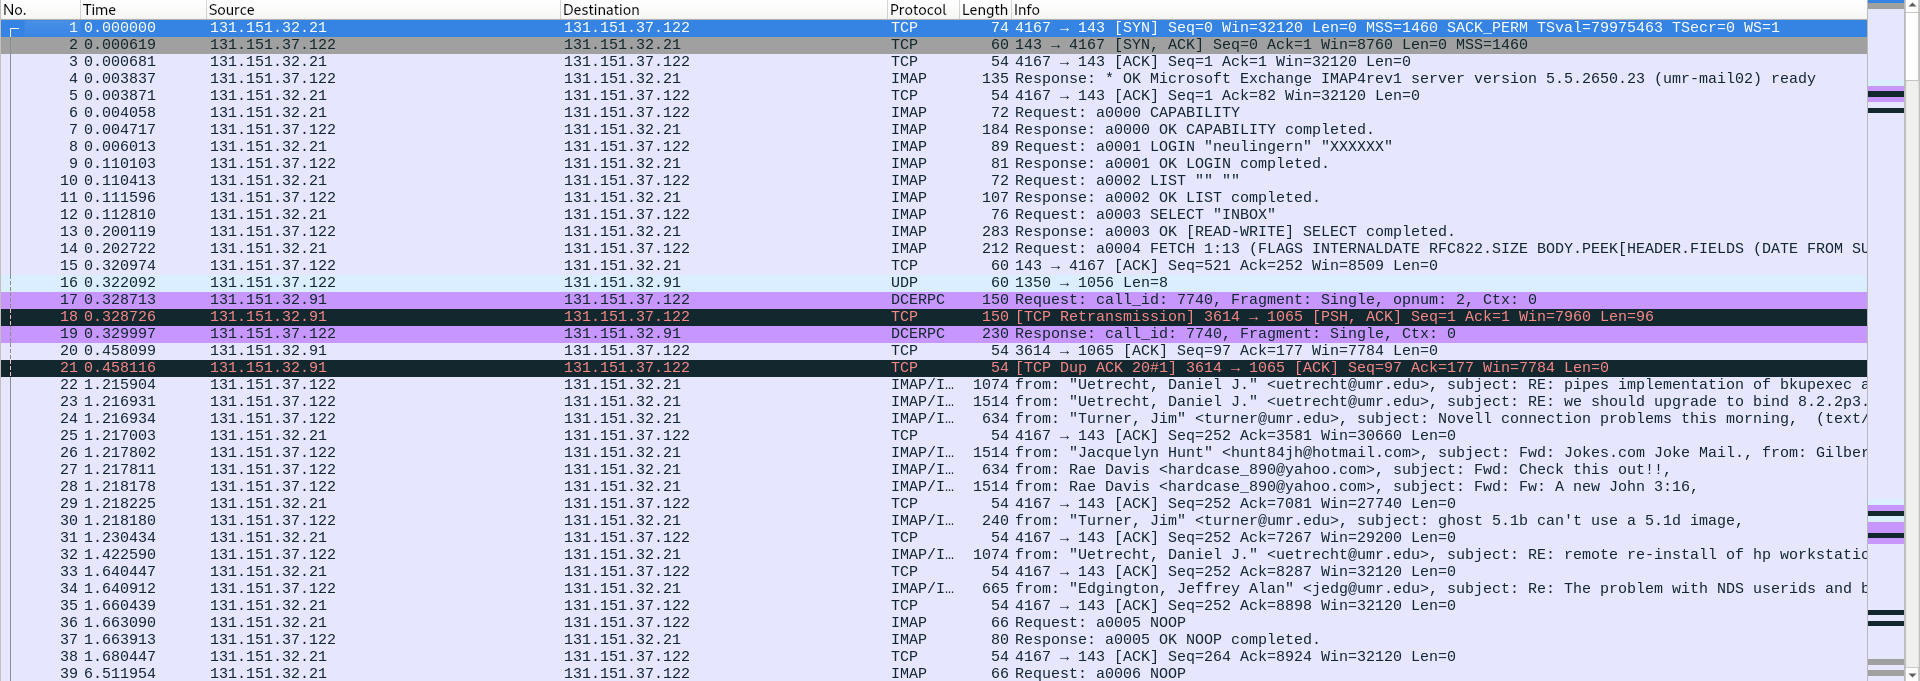 No. Time Source Destination Protocol Length Info
1 0.000000 131.151.32.21 131.151.37.122 TCP 74 4167 → 143 [SYN] Seq=0 Win=32120 Len=0 MSS=1460 SACK_PERM TSval=79975463 TSecr=0 WS=1
2 0.000619 131.151.37.122 131.151.32.21 TCP 60 143 → 4167 [SYN, ACK] Seq=0 Ack=1 Win=8760 Len=0 MSS=1460
3 0.000681 131.151.32.21 131.151.37.122 TCP 54 4167 → 143 [ACK] Seq=1 Ack=1 Win=32120 Len=0
4 0.003837 131.151.37.122 131.151.32.21 IMAP 135 Response: * OK Microsoft Exchange IMAP4rev1 server version 5.5.2650.23 (umr-mail02) ready
5 0.003871 131.151.32.21 131.151.37.122 TCP 54 4167 → 143 [ACK] Seq=1 Ack=82 Win=32120 Len=0
6 0.004058 131.151.32.21 131.151.37.122 IMAP 72 Request: a0000 CAPABILITY
7 0.004717 131.151.37.122 131.151.32.21 IMAP 184 Response: a0000 OK CAPABILITY completed.
8 0.006013 131.151.32.21 131.151.37.122 IMAP 89 Request: a0001 LOGIN "neulingern" "XXXXXX"
9 0.110103 131.151.37.122 131.151.32.21 IMAP 81 Response: a0001 OK LOGIN completed.
10 0.110413 131.151.32.21 131.151.37.122 IMAP 72 Request: a0002 LIST "" ""
11 0.111596 131.151.37.122 131.151.32.21 IMAP 107 Response: a0002 OK LIST completed.
12 0.112810 131.151.32.21 131.151.37.122 IMAP 76 Request: a0003 SELECT "INBOX"
13 0.200119 131.151.37.122 131.151.32.21 IMAP 283 Response: a0003 OK [READ-WRITE] SELECT completed.
14 0.202722 131.151.32.21 131.151.37.122 IMAP 212 Request: a0004 FETCH 1:13 (FLAGS INTERNALDATE RFC822.SIZE BODY.PEEK[HEADER.FIELDS (DATE FROM SU
15 0.320974 131.151.37.122 131.151.32.21 TCP 60 143 → 4167 [ACK] Seq=521 Ack=252 Win=8509 Len=0
16 0.322092 131.151.37.122 131.151.32.91 UDP 60 1350 → 1056 Len=8
17 0.328713 131.151.32.91 131.151.37.122 DCERPC 150 Request: call_id: 7740, Fragment: Single, opnum: 2, Ctx: 0
18 0.328726 131.151.32.91 131.151.37.122 TCP 150 [TCP Retransmission] 3614 → 1065 [PSH, ACK] Seq=1 Ack=1 Win=7960 Len=96
19 0.329997 131.151.37.122 131.151.32.91 DCERPC 230 Response: call_id: 7740, Fragment: Single, Ctx: 0
20 0.458099 131.151.32.91 131.151.37.122 TCP 54 3614 → 1065 [ACK] Seq=97 Ack=177 Win=7784 Len=0
21 0.458116 131.151.32.91 131.151.37.122 TCP 54 [TCP Dup ACK 20#1] 3614 → 1065 [ACK] Seq=97 Ack=177 Win=7784 Len=0
22 1.215904 131.151.37.122 131.151.32.21 IMAP/I… 1074 from: "Uetrecht, Daniel J." <uetrecht@umr.edu>, subject: RE: pipes implementation of bkupexec a
23 1.216931 131.151.37.122 131.151.32.21 IMAP/I… 1514 from: "Uetrecht, Daniel J." <uetrecht@umr.edu>, subject: RE: we should upgrade to bind 8.2.2p3.
24 1.216934 131.151.37.122 131.151.32.21 IMAP/I… 634 from: "Turner, Jim" <turner@umr.edu>, subject: Novell connection problems this morning,  (text/
25 1.217003 131.151.32.21 131.151.37.122 TCP 54 4167 → 143 [ACK] Seq=252 Ack=3581 Win=30660 Len=0
26 1.217802 131.151.37.122 131.151.32.21 IMAP/I… 1514 from: "Jacquelyn Hunt" <hunt84jh@hotmail.com>, subject: Fwd: Jokes.com Joke Mail., from: Gilber
27 1.217811 131.151.37.122 131.151.32.21 IMAP/I… 634 from: Rae Davis <hardcase_890@yahoo.com>, subject: Fwd: Check this out!!,
28 1.218178 131.151.37.122 131.151.32.21 IMAP/I… 1514 from: Rae Davis <hardcase_890@yahoo.com>, subject: Fwd: Fw: A new John 3:16,
29 1.218225 131.151.32.21 131.151.37.122 TCP 54 4167 → 143 [ACK] Seq=252 Ack=7081 Win=27740 Len=0
30 1.218180 131.151.37.122 131.151.32.21 IMAP/I… 240 from: "Turner, Jim" <turner@umr.edu>, subject: ghost 5.1b can't use a 5.1d image,
31 1.230434 131.151.32.21 131.151.37.122 TCP 54 4167 → 143 [ACK] Seq=252 Ack=7267 Win=29200 Len=0
32 1.422590 131.151.37.122 131.151.32.21 IMAP/I… 1074 from: "Uetrecht, Daniel J." <uetrecht@umr.edu>, subject: RE: remote re-install of hp workstatio
33 1.640447 131.151.32.21 131.151.37.122 TCP 54 4167 → 143 [ACK] Seq=252 Ack=8287 Win=32120 Len=0
34 1.640912 131.151.37.122 131.151.32.21 IMAP/I… 665 from: "Edgington, Jeffrey Alan" <jedg@umr.edu>, subject: Re: The problem with NDS userids and b
35 1.660439 131.151.32.21 131.151.37.122 TCP 54 4167 → 143 [ACK] Seq=252 Ack=8898 Win=32120 Len=0
36 1.663090 131.151.32.21 131.151.37.122 IMAP 66 Request: a0005 NOOP
37 1.663913 131.151.37.122 131.151.32.21 IMAP 80 Response: a0005 OK NOOP completed.
38 1.680447 131.151.32.21 131.151.37.122 TCP 54 4167 → 143 [ACK] Seq=264 Ack=8924 Win=32120 Len=0
39 6.511954 131.151.32.21 131.151.37.122 IMAP 66 Request: a0006 NOOP